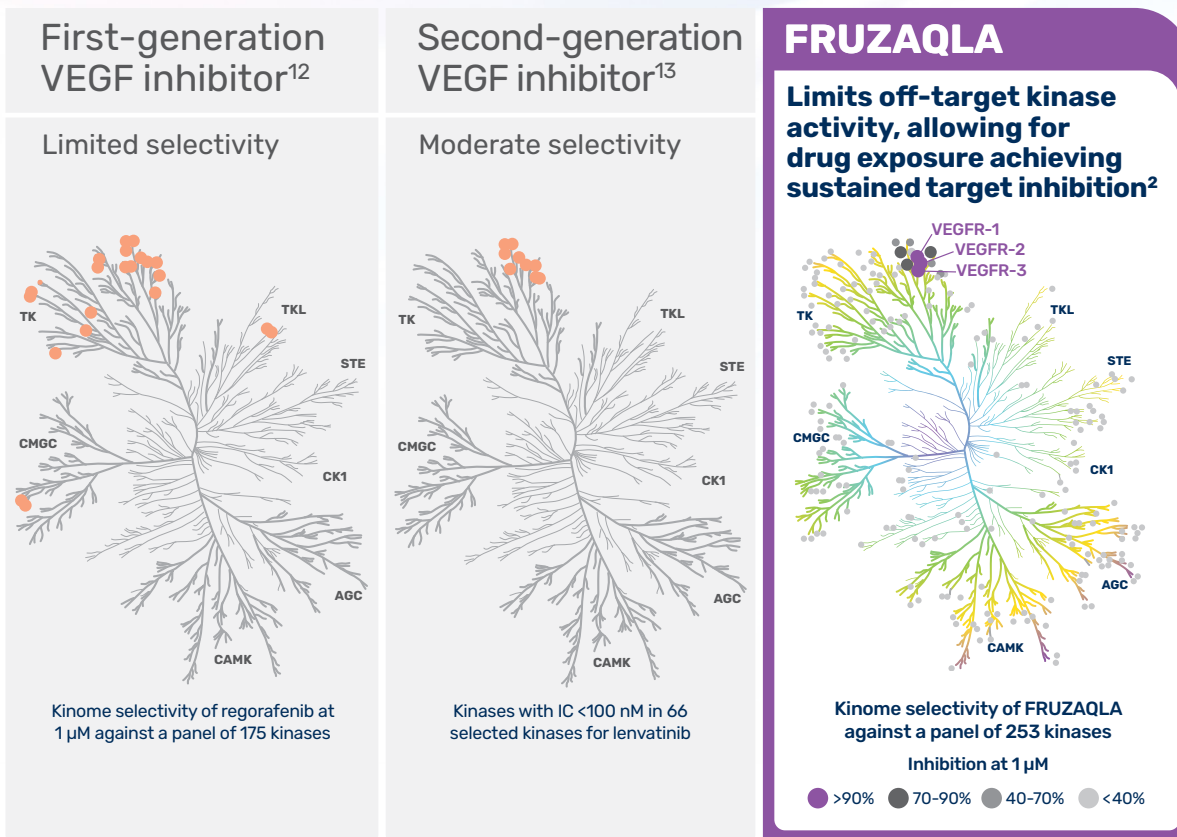 First-generation
VEGF inhibitor12
Limited selectivity
TK
TKL
STE
CMGC
CK1
AGC
CAMK
Kinome selectivity of regorafenib at
1 µM against a panel of 175 kinases
Second-generation
VEGF inhibitor13
Moderate selectivity
TK
TKL
STE
CMGC
CK1
AGC
CAMK
Kinases with IC <100 nM in 66
selected kinases for lenvatinib
FRUZAQLA
Limits off-target kinase
activity, allowing for
drug exposure achieving
sustained target inhibition2
VEGFR-1
VEGFR-2
VEGFR-3
TK
TKL
STE
CMGC
CK1
AGC
CAMK
Kinome selectivity of FRUZAQLA
against a panel of 253 kinases
Inhibition at 1 µM
>90% 70-90% 40-70% <40%